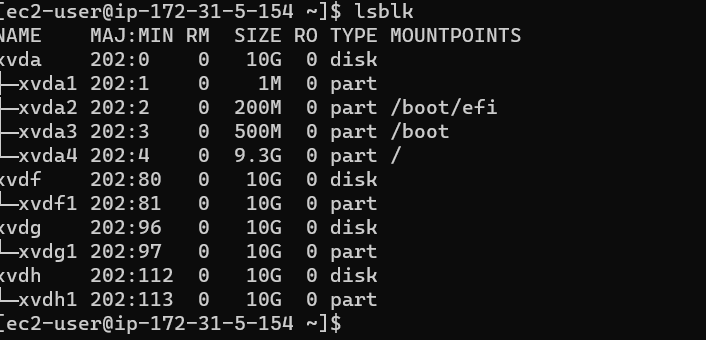 [ec2-user@ip-172-31-5-154 ~]$ lsblk
NAME    MAJ:MIN RM  SIZE RO TYPE MOUNTPOINTS
xvda    202:0    0   10G  0 disk
├─xvda1 202:1    0    1M  0 part
├─xvda2 202:2    0  200M  0 part /boot/efi
├─xvda3 202:3    0  500M  0 part /boot
└─xvda4 202:4    0  9.3G  0 part /
xvdf    202:80   0   10G  0 disk
└─xvdf1 202:81   0   10G  0 part
xvdg    202:96   0   10G  0 disk
└─xvdg1 202:97   0   10G  0 part
xvdh    202:112  0   10G  0 disk
└─xvdh1 202:113  0   10G  0 part
[ec2-user@ip-172-31-5-154 ~]$